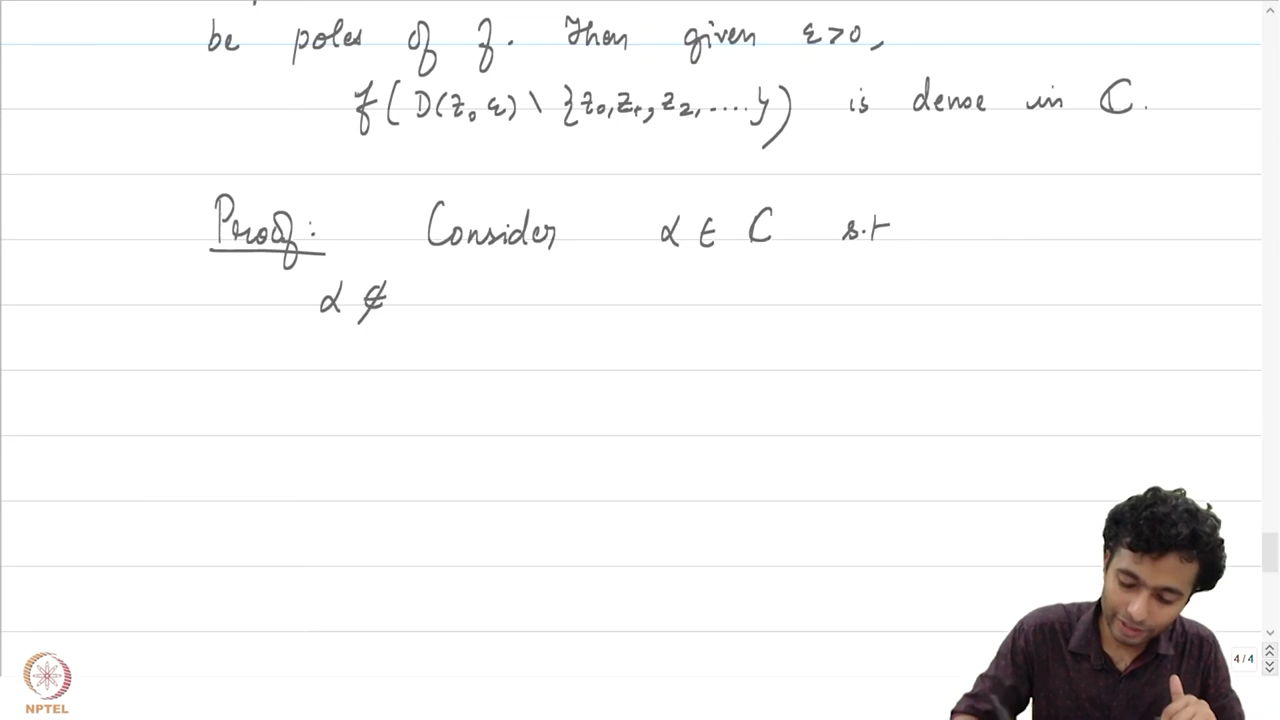 be poles of f. Then given ε>0,
f( D(z₀, ε) \ {z₀, z₁, z₂, ....} ) is dense in ℂ.
Proof: Consider α ∈ C s.t
α ∉
4 / 4
NPTEL